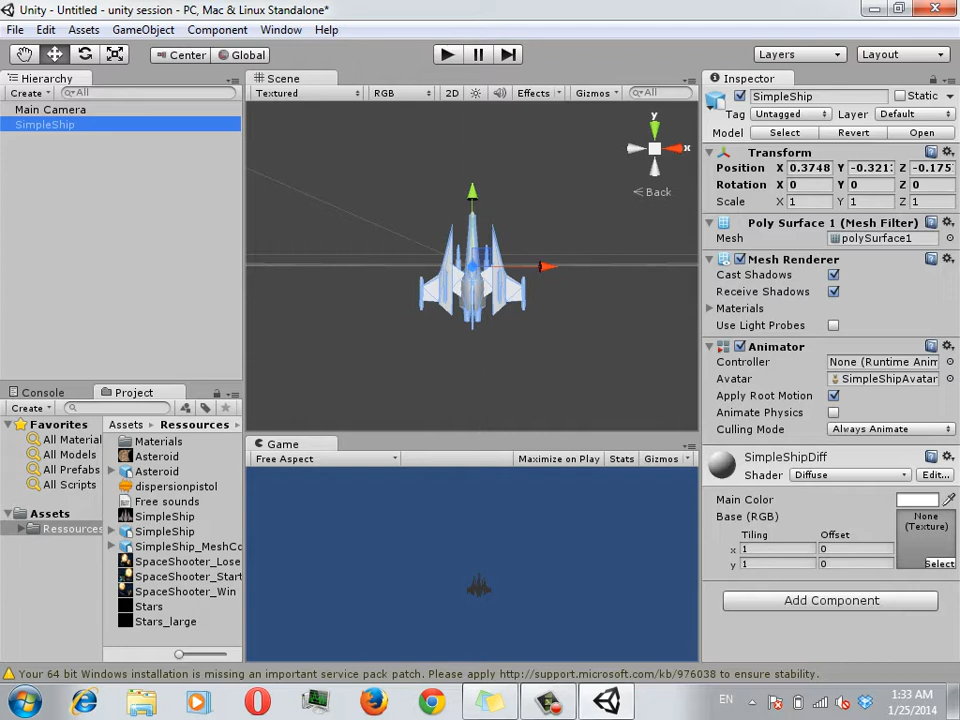 Unity - Untitled - unity session - PC, Mac & Linux Standalone*
File Edit Assets GameObject Component Window Help
Center Global Layers Layout
Hierarchy
Create All
Main Camera
SimpleShip
Scene
Textured RGB 2D Effects Gizmos All
y
x
Back
Game
Free Aspect Maximize on Play Stats Gizmos
Console Project
Create
Favorites
All Material
All Models
All Prefabs
All Scripts
Assets
Ressources
Assets Ressources
Materials
Asteroid
Asteroid
dispersionpistol
Free sounds
SimpleShip
SimpleShip
SimpleShip_MeshCo
SpaceShooter_Lose
SpaceShooter_Start
SpaceShooter_Win
Stars
Stars_large
Inspector
SimpleShip Static
Tag Untagged Layer Default
Model Select Revert Open
Transform
Position X 0.3748 Y -0.321 Z -0.175
Rotation X 0 Y 0 Z 0
Scale X 1 Y 1 Z 1
Poly Surface 1 (Mesh Filter)
Mesh polySurface1
Mesh Renderer
Cast Shadows
Receive Shadows
Materials
Use Light Probes
Animator
Controller None (Runtime Anim
Avatar SimpleShipAvatar
Apply Root Motion
Animate Physics
Culling Mode Always Animate
SimpleShipDiff
Shader Diffuse Edit...
Main Color
Base (RGB)
None
(Texture)
Tiling Offset
x 1 0
y 1 0
Select
Add Component
Your 64 bit Windows installation is missing an important service pack patch. Please apply http://support.microsoft.com/kb/976038 to ensure stability.
EN
1:33 AM
1/25/2014